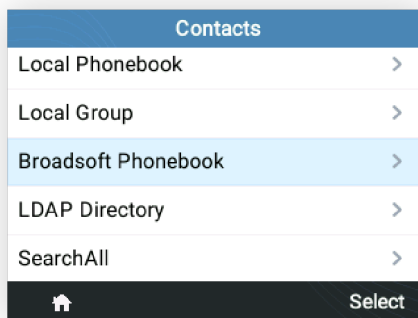 Contacts
Local Phonebook
Local Group
Broadsoft Phonebook
LDAP Directory
SearchAll
Select